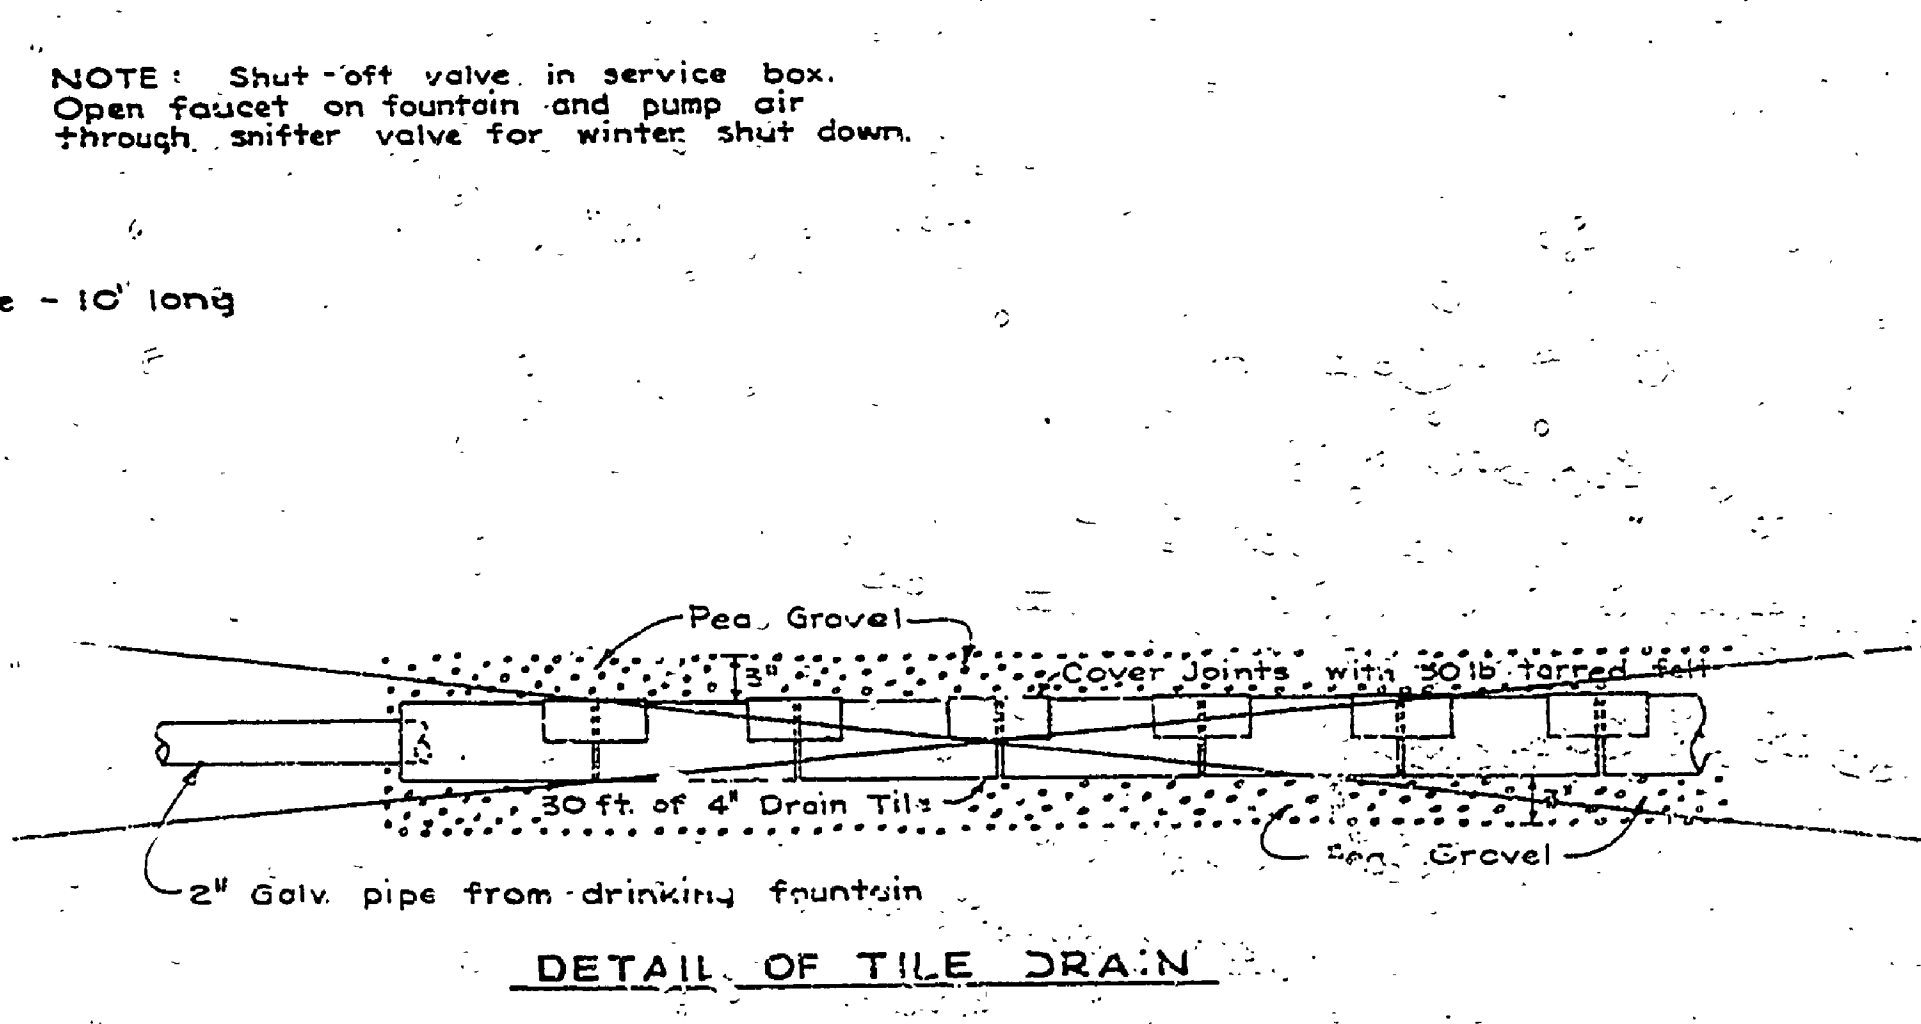 NOTE: Shut-off valve in service box.
Open faucet on fountain and pump air
through snifter valve for winter shut down.
e - 10" long
Pea Gravel
3"
Cover Joints with 30 lb tarred felt
30 ft. of 4" Drain Tile
3"
Pea Gravel
2" Galv. pipe from drinking fountain
DETAIL OF TILE DRAIN